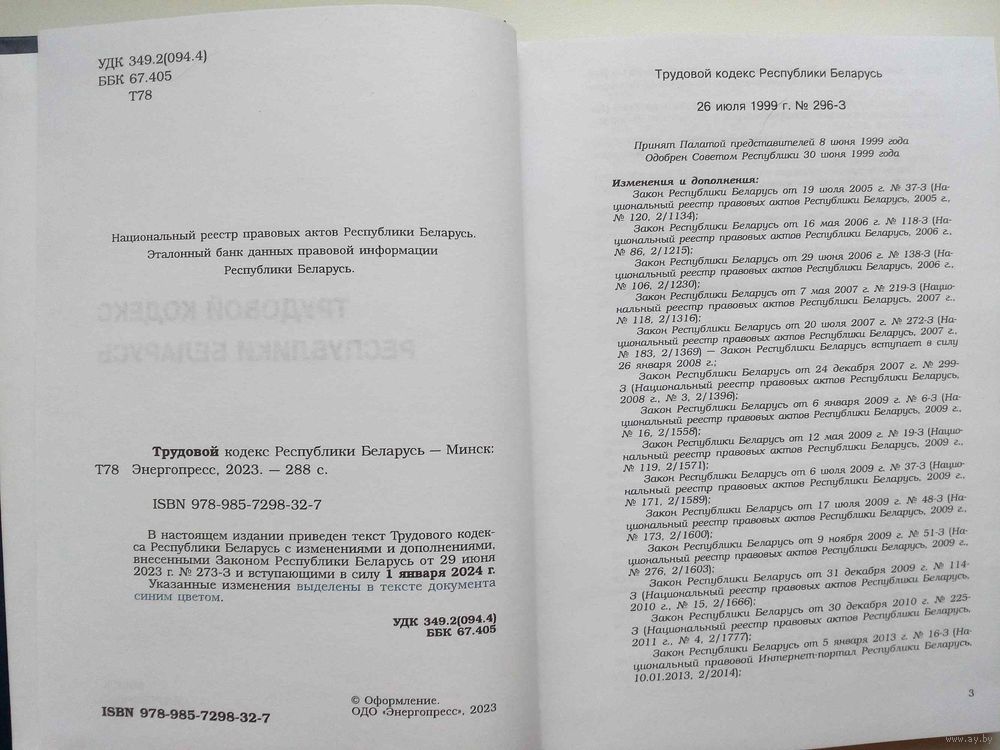 УДК 349.2(094.4)
ББК 67.405
Т78
Национальный реестр правовых актов Республики Беларусь.
Эталонный банк данных правовой информации
Республики Беларусь.
ТРУДОВОЙ КОДЕКС
РЕСПУБЛИКИ БЕЛАРУСЬ
Трудовой кодекс Республики Беларусь — Минск:
Т78 Энергопресс, 2023. — 288 с.
ISBN 978-985-7298-32-7
В настоящем издании приведен текст Трудового кодек-
са Республики Беларусь с изменениями и дополнениями,
внесенными Законом Республики Беларусь от 29 июня
2023 г. № 273-З и вступающими в силу 1 января 2024 г.
Указанные изменения выделены в тексте документа
синим цветом.
УДК 349.2(094.4)
ББК 67.405
© Оформление.
ОДО «Энергопресс», 2023
ISBN 978-985-7298-32-7
Трудовой кодекс Республики Беларусь
26 июля 1999 г. № 296-З
Принят Палатой представителей 8 июня 1999 года
Одобрен Советом Республики 30 июня 1999 года
Изменения и дополнения:
Закон Республики Беларусь от 19 июля 2005 г. № 37-З (На-
циональный реестр правовых актов Республики Беларусь, 2005 г.,
№ 120, 2/1134);
Закон Республики Беларусь от 16 мая 2006 г. № 118-З (На-
циональный реестр правовых актов Республики Беларусь, 2006 г.,
№ 86, 2/1215);
Закон Республики Беларусь от 29 июня 2006 г. № 138-З (На-
циональный реестр правовых актов Республики Беларусь, 2006 г.,
№ 106, 2/1230);
Закон Республики Беларусь от 7 мая 2007 г. № 219-З (Нацио-
нальный реестр правовых актов Республики Беларусь, 2007 г.,
№ 118, 2/1316);
Закон Республики Беларусь от 20 июля 2007 г. № 272-З (На-
циональный реестр правовых актов Республики Беларусь, 2007 г.,
№ 183, 2/1369) — Закон Республики Беларусь вступает в силу
26 января 2008 г.;
Закон Республики Беларусь от 24 декабря 2007 г. № 299-
З (Национальный реестр правовых актов Республики Беларусь,
2008 г., № 3, 2/1396);
Закон Республики Беларусь от 6 января 2009 г. № 6-З (На-
циональный реестр правовых актов Республики Беларусь, 2009 г.,
№ 16, 2/1558);
Закон Республики Беларусь от 12 мая 2009 г. № 19-З (Нацио-
нальный реестр правовых актов Республики Беларусь, 2009 г.,
№ 119, 2/1571);
Закон Республики Беларусь от 6 июля 2009 г. № 37-З (Нацио-
нальный реестр правовых актов Республики Беларусь, 2009 г.,
№ 171, 2/1589);
Закон Республики Беларусь от 17 июля 2009 г. № 48-З (На-
циональный реестр правовых актов Республики Беларусь, 2009 г.,
№ 173, 2/1600);
Закон Республики Беларусь от 9 ноября 2009 г. № 51-З (На-
циональный реестр правовых актов Республики Беларусь, 2009 г.,
№ 276, 2/1603);
Закон Республики Беларусь от 31 декабря 2009 г. № 114-
З (Национальный реестр правовых актов Республики Беларусь,
2010 г., № 15, 2/1666);
Закон Республики Беларусь от 30 декабря 2010 г. № 225-
З (Национальный реестр правовых актов Республики Беларусь,
2011 г., № 4, 2/1777);
Закон Республики Беларусь от 5 января 2013 г. № 16-З (На-
циональный правовой Интернет-портал Республики Беларусь,
10.01.2013, 2/2014);
3
www.ay.by